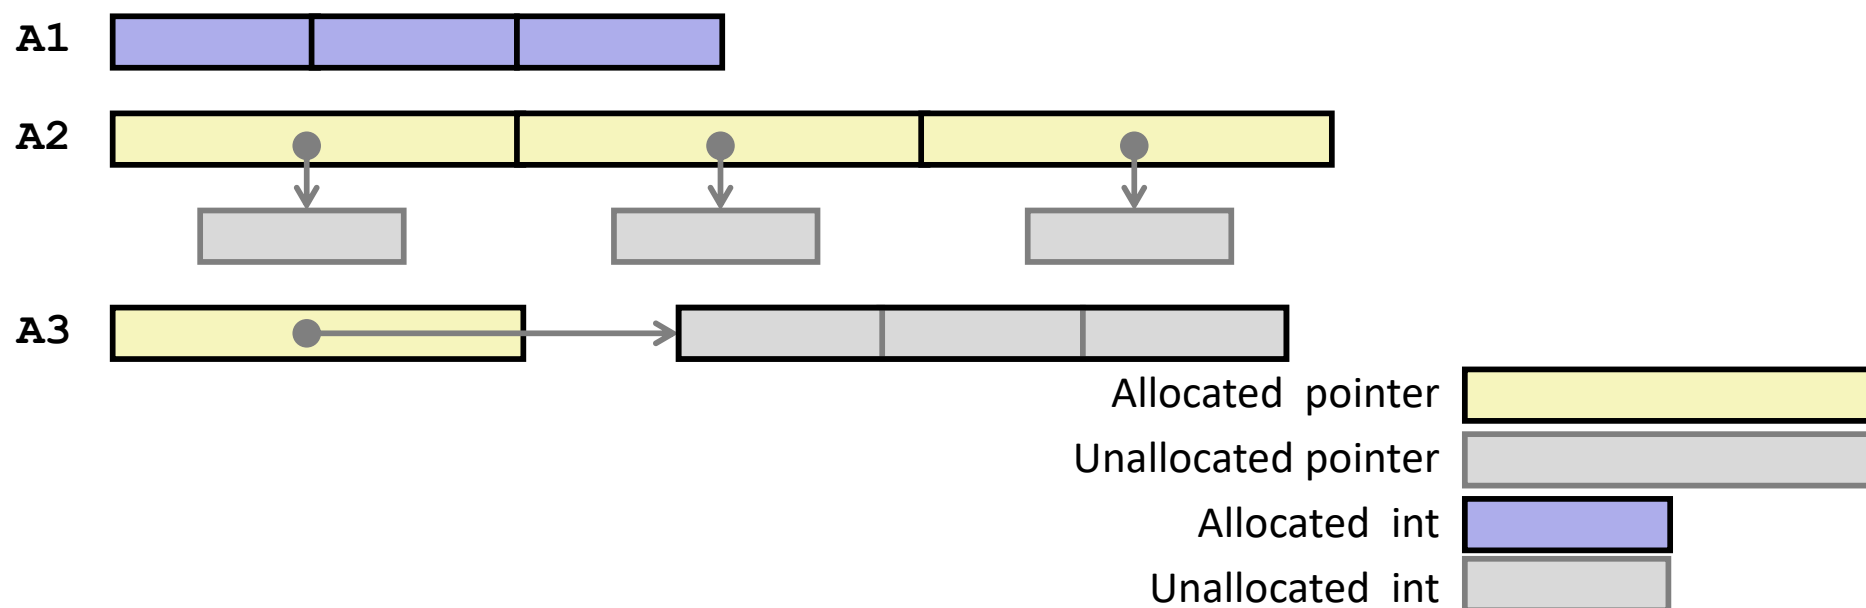 A1
A2
A3
Allocated pointer
Unallocated pointer
Allocated int
Unallocated int